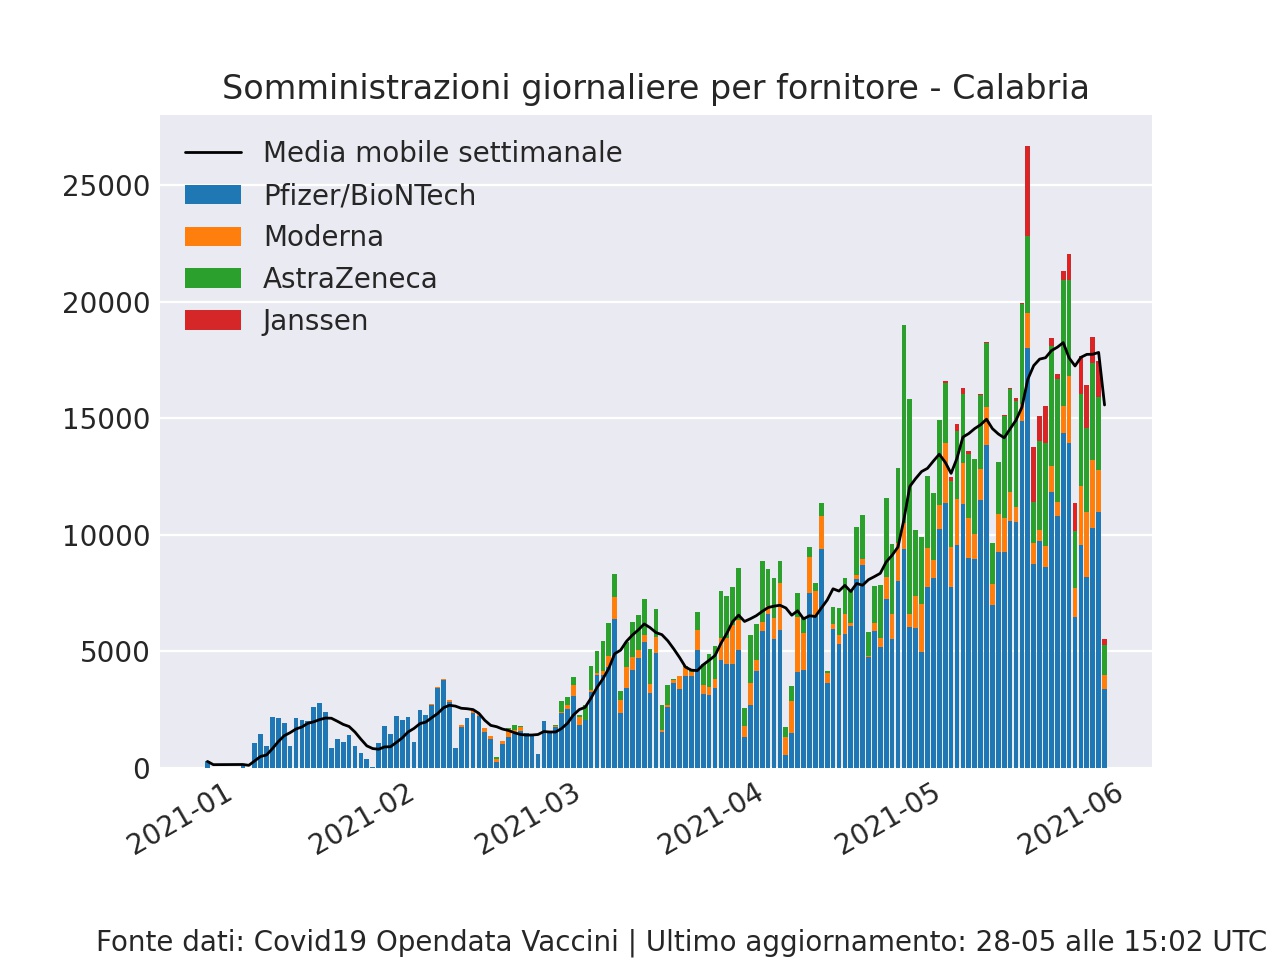 Somministrazioni giornaliere per fornitore - Calabria
Media mobile settimanale
Pfizer/BioNTech
Moderna
AstraZeneca
Janssen
25000
20000
15000
10000
5000
0
2021-01
2021-02
2021-03
2021-04
2021-05
2021-06
Fonte dati: Covid19 Opendata Vaccini | Ultimo aggiornamento: 28-05 alle 15:02 UTC